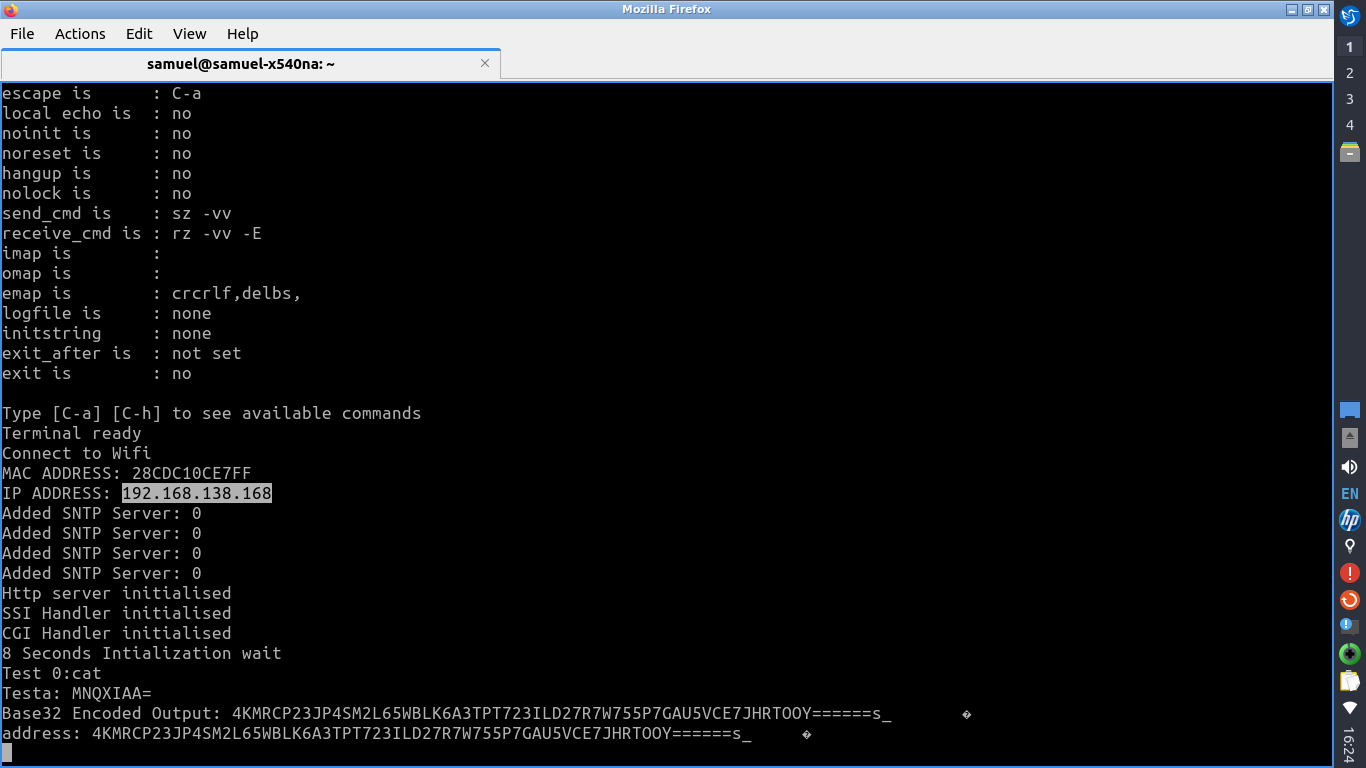 Mozilla Firefox
File Actions Edit View Help
samuel@samuel-x540na: ~
escape is      : C-a
local echo is  : no
noinit is      : no
noreset is     : no
hangup is      : no
nolock is      : no
send_cmd is    : sz -vv
receive_cmd is : rz -vv -E
imap is        :
omap is        :
emap is        : crcrlf,delbs,
logfile is     : none
initstring     : none
exit_after is  : not set
exit is        : no
Type [C-a] [C-h] to see available commands
Terminal ready
Connect to Wifi
MAC ADDRESS: 28CDC10CE7FF
IP ADDRESS: 192.168.138.168
Added SNTP Server: 0
Added SNTP Server: 0
Added SNTP Server: 0
Added SNTP Server: 0
Http server initialised
SSI Handler initialised
CGI Handler initialised
8 Seconds Intialization wait
Test 0:cat
Testa: MNQXIAA=
Base32 Encoded Output: 4KMRCP23JP4SM2L65WBLK6A3TPT723ILD27R7W755P7GAU5VCE7JHRTOOY======s_ �
address: 4KMRCP23JP4SM2L65WBLK6A3TPT723ILD27R7W755P7GAU5VCE7JHRTOOY======s_ �
1
2
3
4
EN
hp
16:24